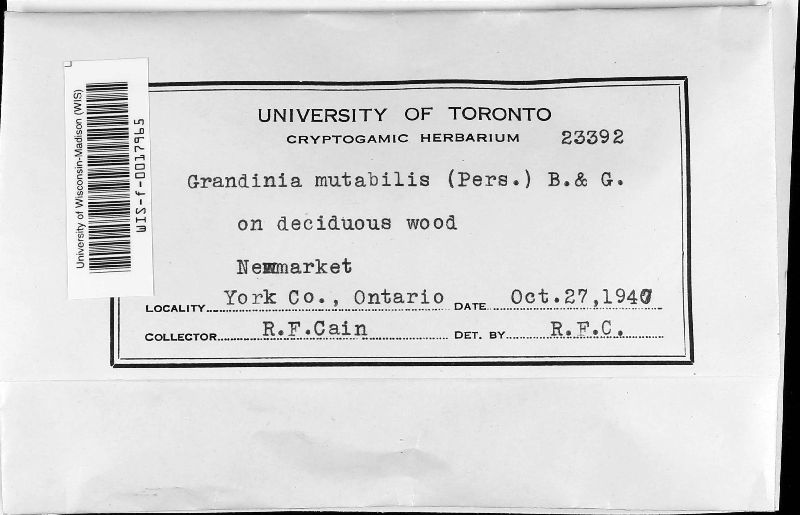 University of Wisconsin-Madison (WIS)
WIS-f-0017965
UNIVERSITY OF TORONTO
CRYPTOGAMIC HERBARIUM 23392
Grandinia mutabilis (Pers.) B.& G.
on deciduous wood
Newmarket
LOCALITY York Co., Ontario DATE Oct.27,1940
COLLECTOR R.F.Cain DET. BY R.F.C.